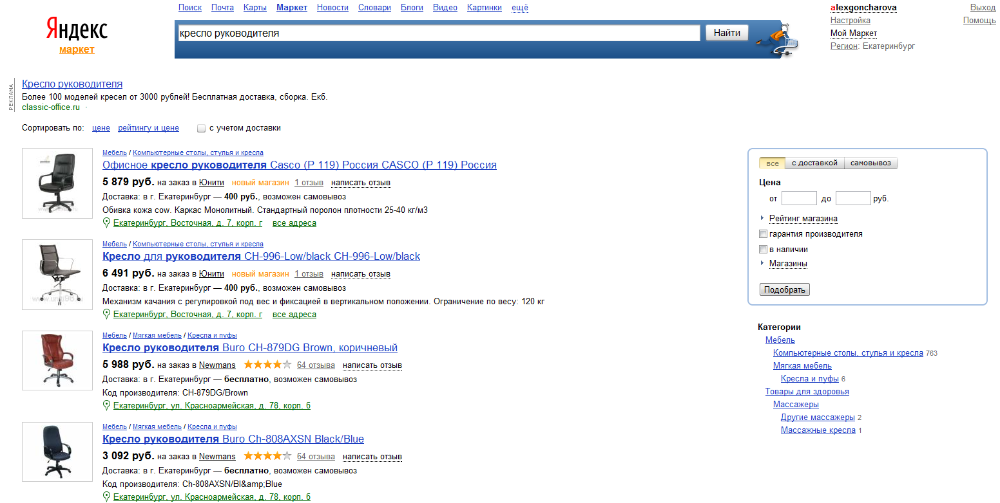 Поиск Почта Карты Маркет Новости Словари Блоги Видео Картинки ещё
alexgoncharova
Выход
Яндекс
маркет
кресло руководителя
Найти
Настройка
Помощь
Мой Маркет
Регион: Екатеринбург
РЕКЛАМА
Кресло руководителя
Более 100 моделей кресел от 3000 рублей! Бесплатная доставка, сборка. Екб.
classic-office.ru ·
Сортировать по: цене рейтингу и цене с учетом доставки
Мебель / Компьютерные столы, стулья и кресла
Офисное кресло руководителя Casco (Р 119) Россия CASCO (Р 119) Россия
5 879 руб. на заказ в Юнити новый магазин 1 отзыв написать отзыв
Доставка: в г. Екатеринбург — 400 руб., возможен самовывоз
Обивка кожа cow. Каркас Монолитный. Стандартный поролон плотности 25-40 кг/м3
Екатеринбург, Восточная, д. 7, корп. г все адреса
Мебель / Компьютерные столы, стулья и кресла
Кресло для руководителя CH-996-Low/black CH-996-Low/black
6 491 руб. на заказ в Юнити новый магазин 1 отзыв написать отзыв
Доставка: в г. Екатеринбург — 400 руб., возможен самовывоз
Механизм качания с регулировкой под вес и фиксацией в вертикальном положении. Ограничение по весу: 120 кг
Екатеринбург, Восточная, д. 7, корп. г все адреса
Мебель / Мягкая мебель / Кресла и пуфы
Кресло руководителя Buro CH-879DG Brown, коричневый
5 988 руб. на заказ в Newmans 64 отзыва написать отзыв
Доставка: в г. Екатеринбург — бесплатно, возможен самовывоз
Код производителя: CH-879DG/Brown
Екатеринбург, ул. Красноармейская, д. 78, корп. б
Мебель / Мягкая мебель / Кресла и пуфы
Кресло руководителя Buro Ch-808AXSN Black/Blue
3 092 руб. на заказ в Newmans 64 отзыва написать отзыв
Доставка: в г. Екатеринбург — бесплатно, возможен самовывоз
Код производителя: Ch-808AXSN/Bl&amp;Blue
Екатеринбург, ул. Красноармейская, д. 78, корп. б
все с доставкой самовывоз
Цена
от до руб.
Рейтинг магазина
гарантия производителя
в наличии
Магазины
Подобрать
Категории
Мебель
Компьютерные столы, стулья и кресла 763
Мягкая мебель
Кресла и пуфы 6
Товары для здоровья
Массажеры
Другие массажеры 2
Массажные кресла 1